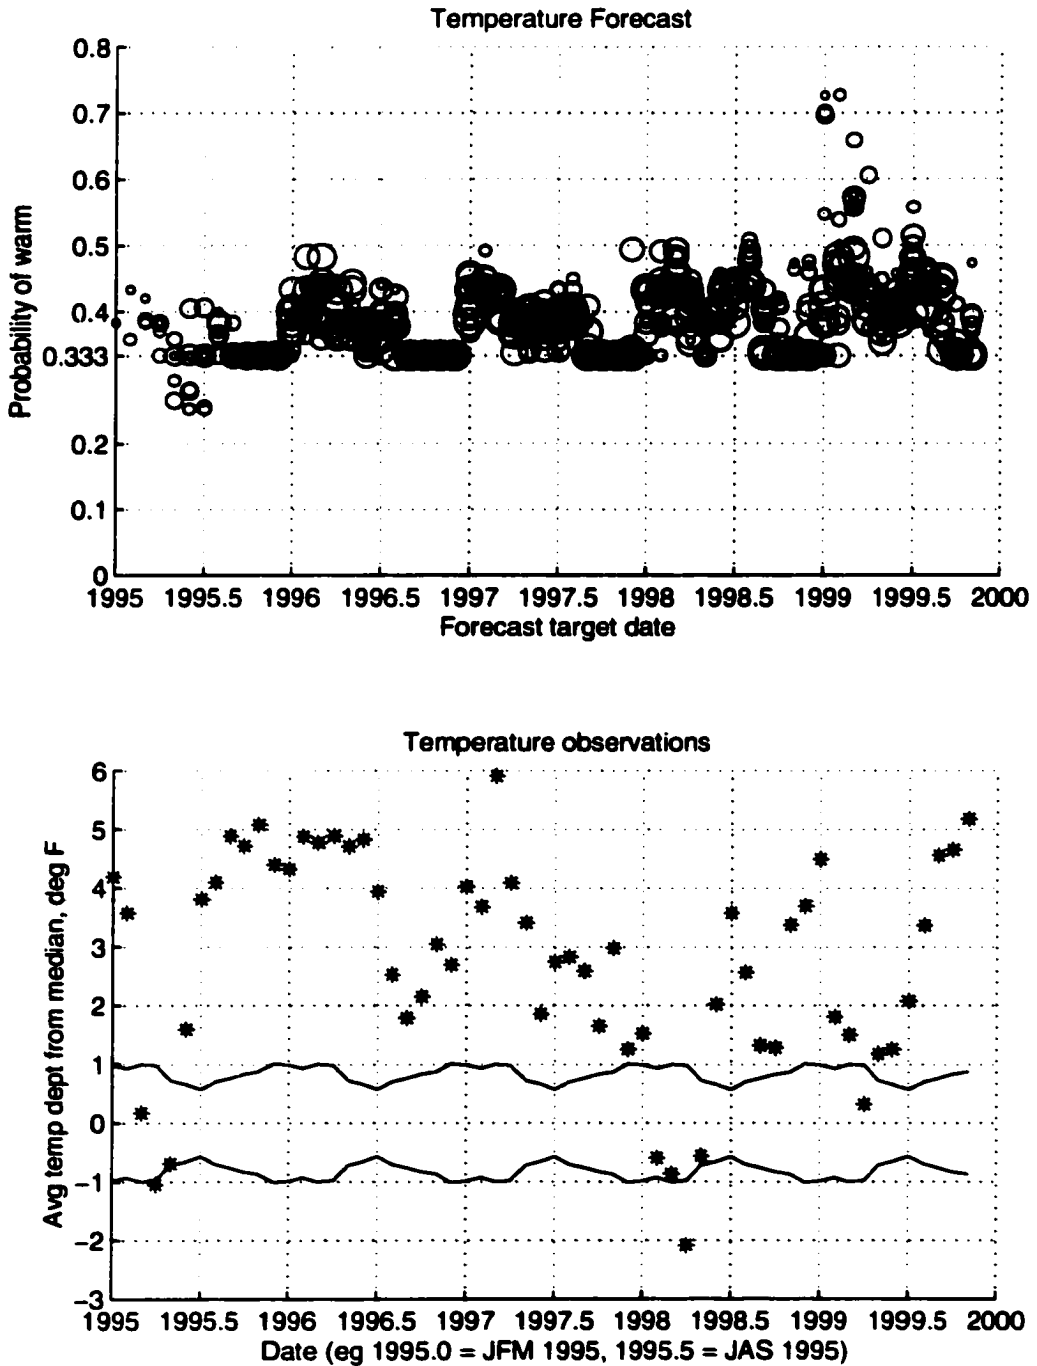 Temperature Forecast
0.8
0.7
0.6
0.5
0.4
0.333
0.2
0.1
0
Probability of warm
1995 1995.5 1996 1996.5 1997 1997.5 1998 1998.5 1999 1999.5 2000
Forecast target date
Temperature observations
6
5
4
3
2
1
0
−1
−2
−3
Avg temp dept from median, deg F
1995 1995.5 1996 1996.5 1997 1997.5 1998 1998.5 1999 1999.5 2000
Date (eg 1995.0 = JFM 1995, 1995.5 = JAS 1995)